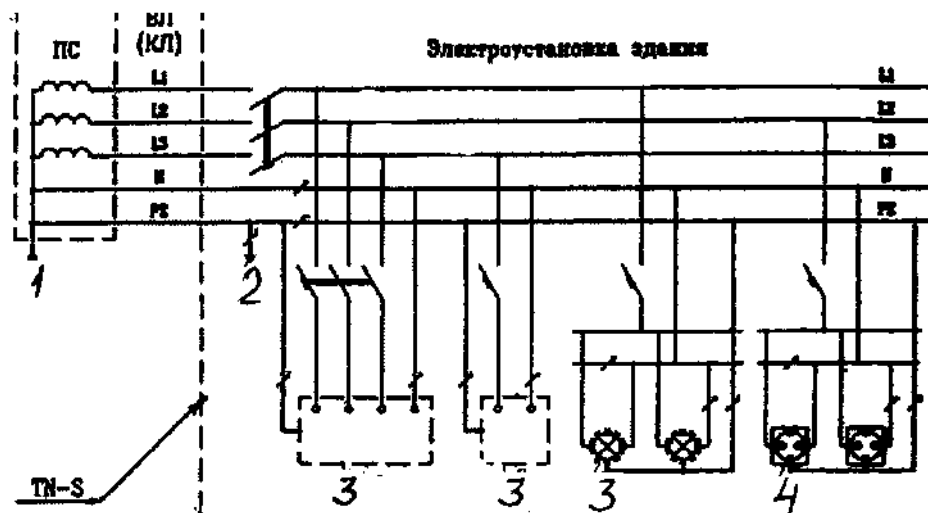 ВЛ
ПС (КЛ) Электроустановка здания
L1 L1
L2 L2
L3 L3
N N
PE PE
1 2
3 3 3 4
TN-S